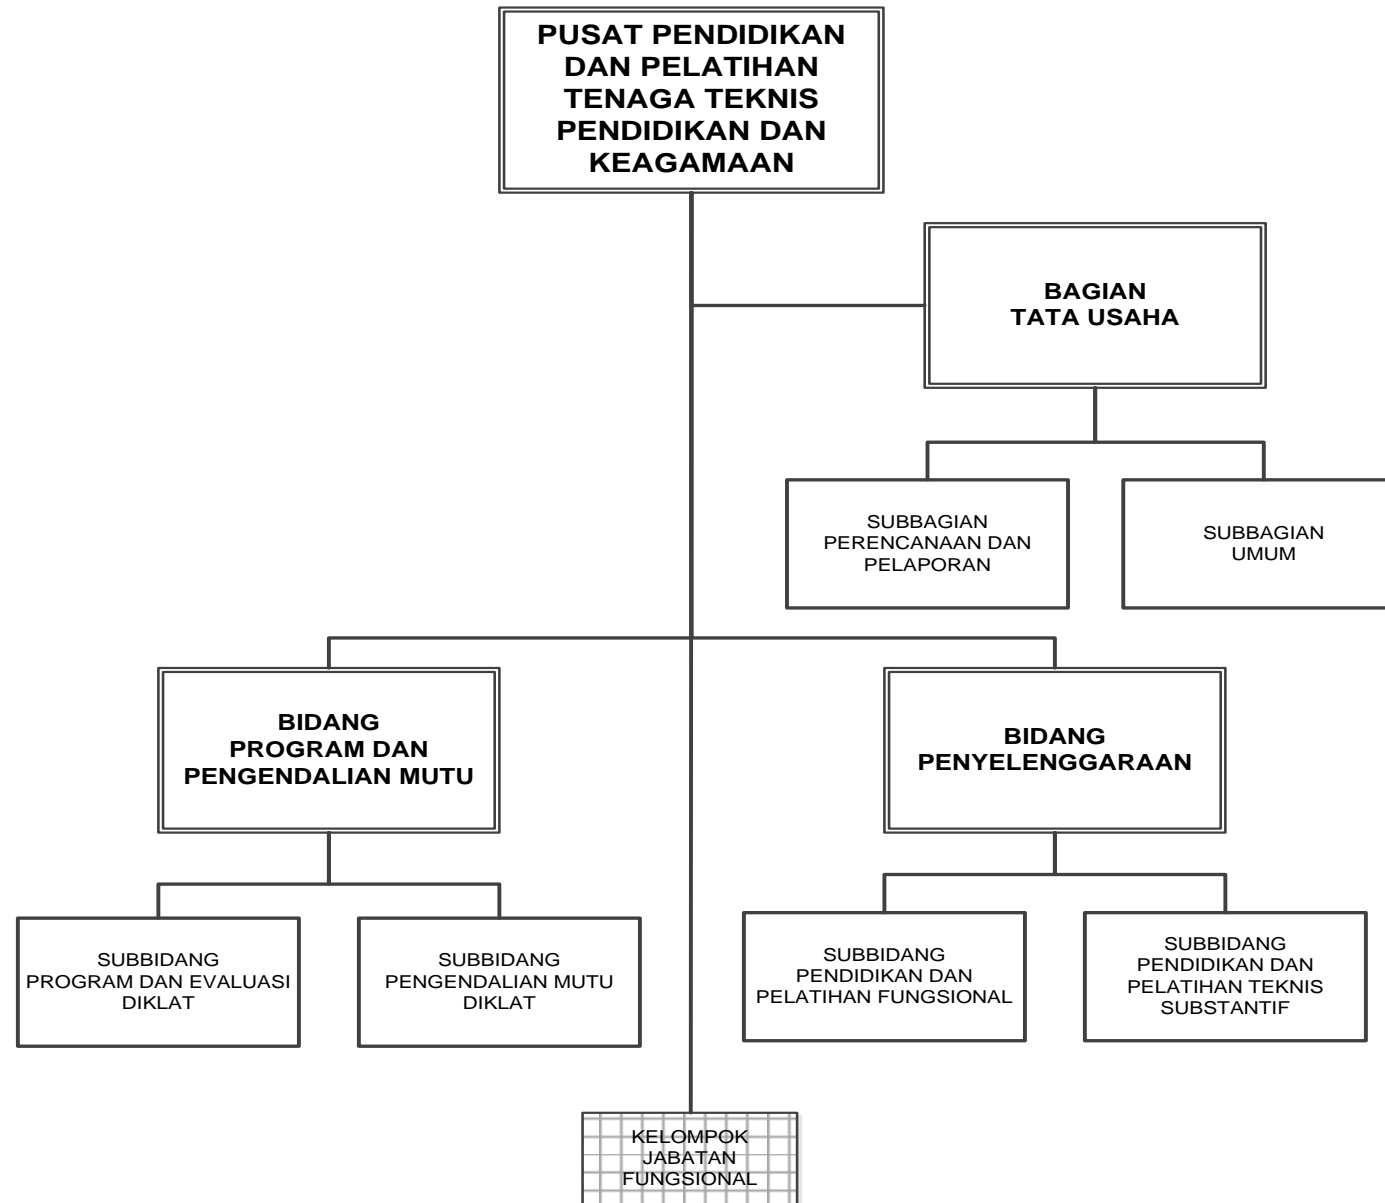 PUSAT PENDIDIKAN
DAN PELATIHAN
TENAGA TEKNIS
PENDIDIKAN DAN
KEAGAMAAN
BAGIAN
TATA USAHA
SUBBAGIAN
PERENCANAAN DAN
PELAPORAN
SUBBAGIAN
UMUM
BIDANG
PROGRAM DAN
PENGENDALIAN MUTU
BIDANG
PENYELENGGARAAN
SUBBIDANG
PROGRAM DAN EVALUASI
DIKLAT
SUBBIDANG
PENGENDALIAN MUTU
DIKLAT
SUBBIDANG
PENDIDIKAN DAN
PELATIHAN FUNGSIONAL
SUBBIDANG
PENDIDIKAN DAN
PELATIHAN TEKNIS
SUBSTANTIF
KELOMPOK
JABATAN
FUNGSIONAL